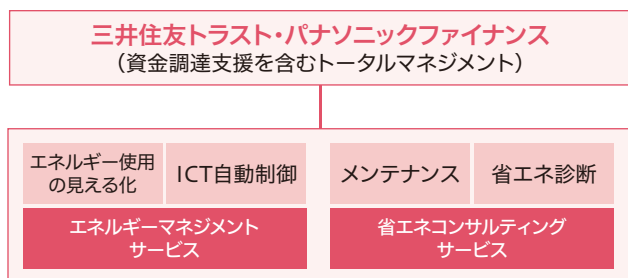 三井住友トラスト・パナソニックファイナンス
（資金調達支援を含むトータルマネジメント）
エネルギー使用
の見える化
ICT自動制御
メンテナンス
省エネ診断
エネルギーマネジメント
サービス
省エネコンサルティング
サービス